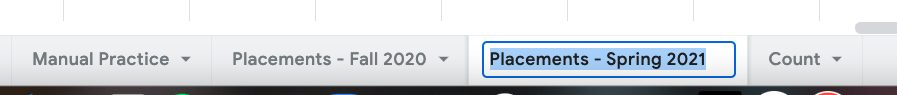 Manual Practice Placements - Fall 2020 Placements - Spring 2021 Count